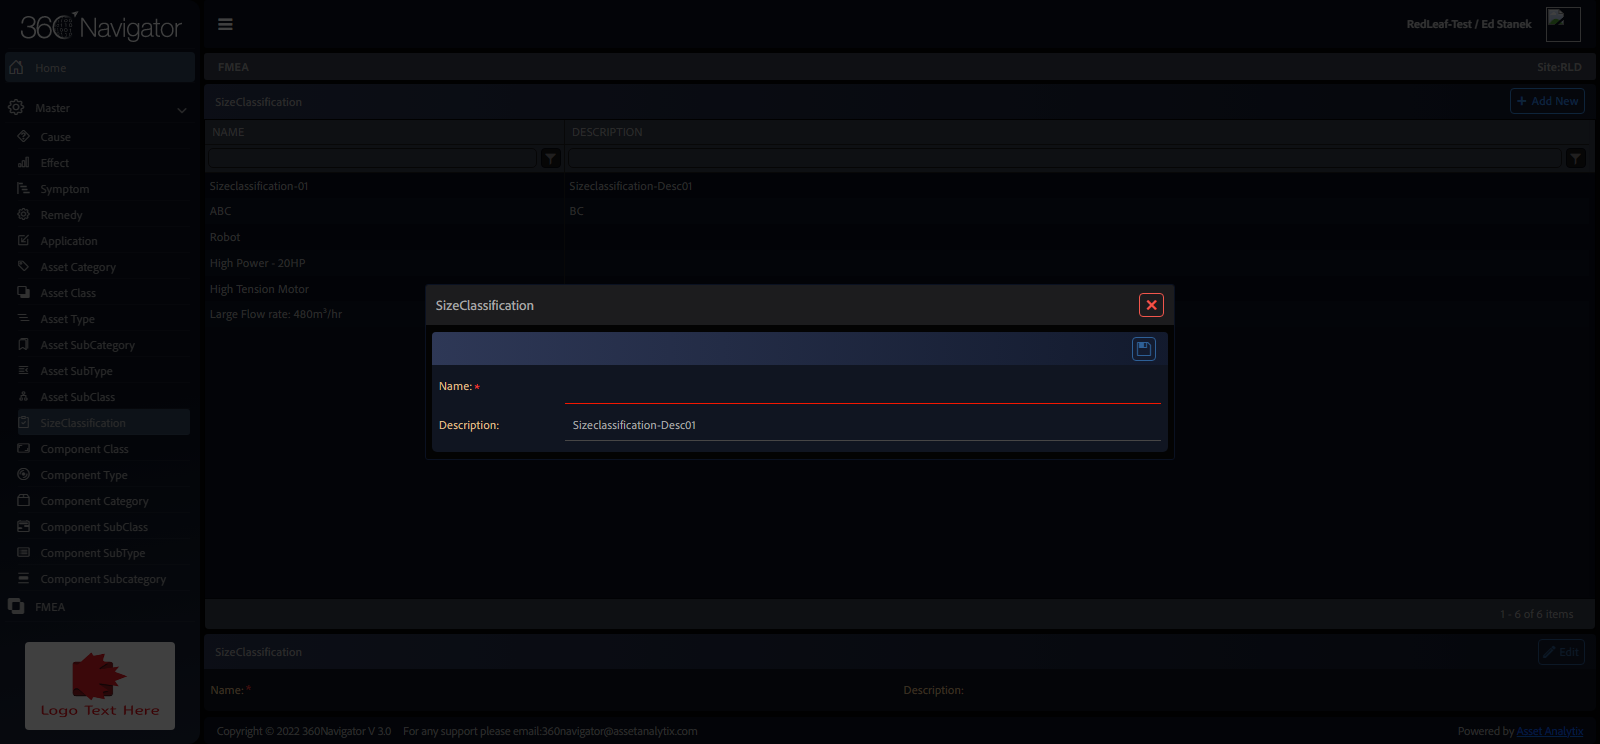 360 Navigator
RedLeaf-Test / Ed Stanek
Home
FMEA
Site:RLD
Master
SizeClassification
+ Add New
Cause
Effect
Symptom
Remedy
Application
Asset Category
Asset Class
Asset Type
Asset SubCategory
Asset SubType
Asset SubClass
SizeClassification
Component Class
Component Type
Component Category
Component SubClass
Component SubType
Component Subcategory
FMEA
Logo Text Here
NAME DESCRIPTION
Sizeclassification-01 Sizeclassification-Desc01
ABC BC
Robot
High Power - 20HP
High Tension Motor
Large Flow rate: 480m³/hr
SizeClassification
Name: *
Description: Sizeclassification-Desc01
1 - 6 of 6 items
SizeClassification
Edit
Name: * Description:
Copyright © 2022 360Navigator V 3.0 For any support please email:360navigator@assetanalytix.com
Powered by Asset Analytix